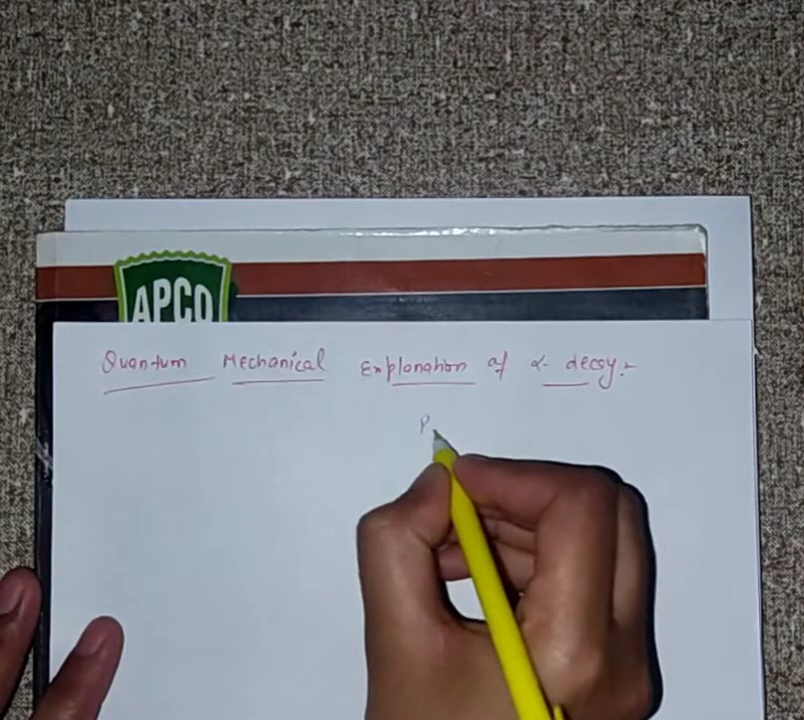 APCO
Quantum Mechanical Explanation of α- decay:-
P